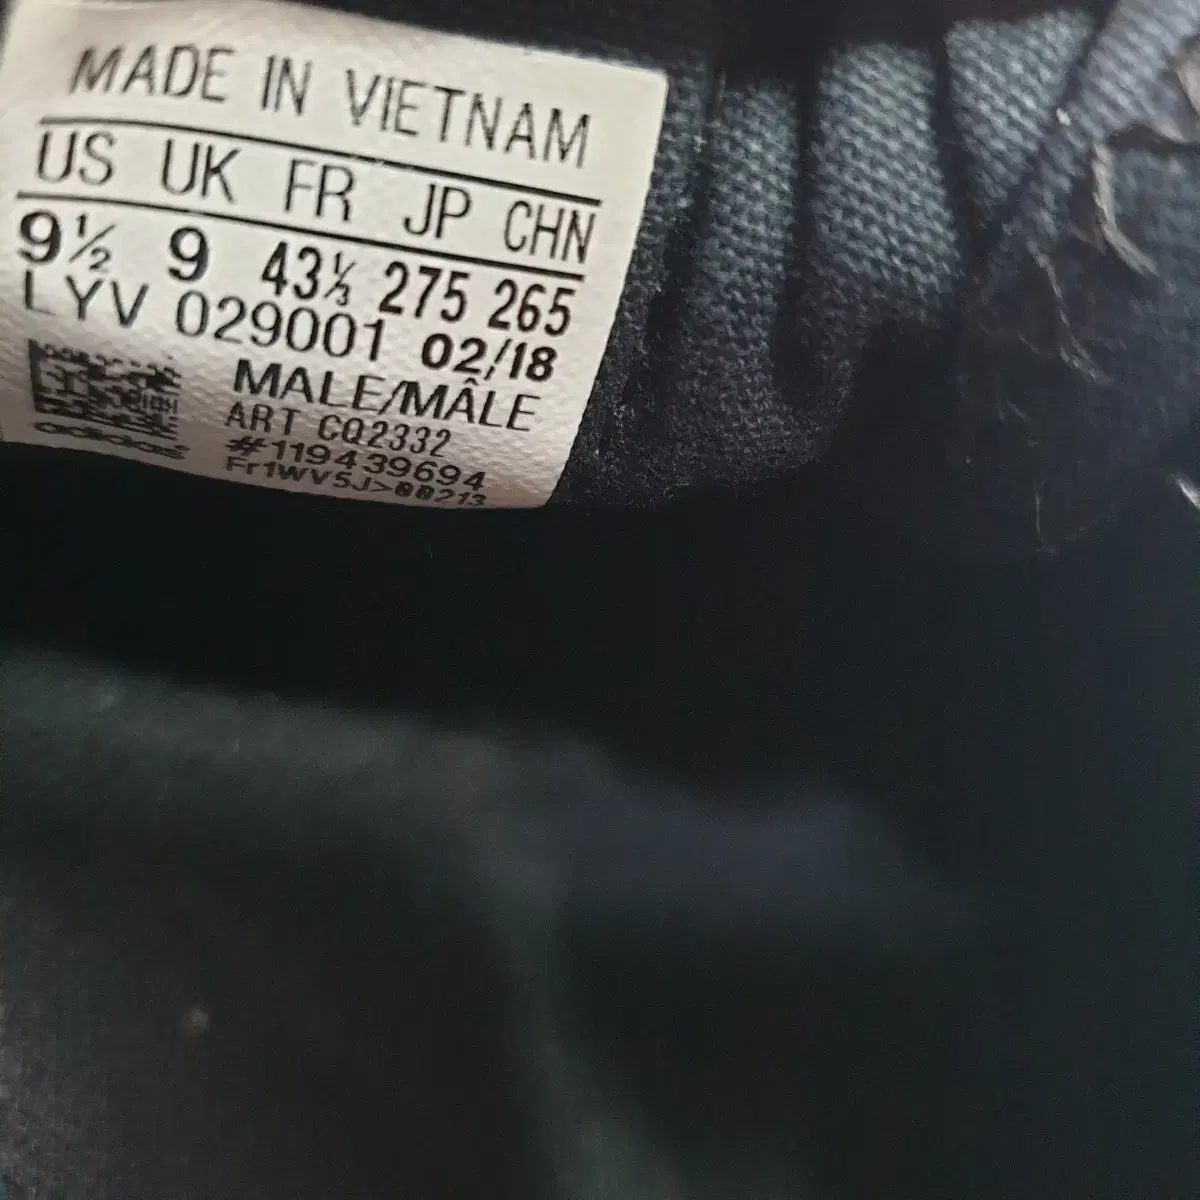 MADE IN VIETNAM
US UK FR JP CHN
9½ 9 43⅓ 275 265
LYV 029001 02/18
MALE/MÂLE
ART CQ2332
#119439694
adidas